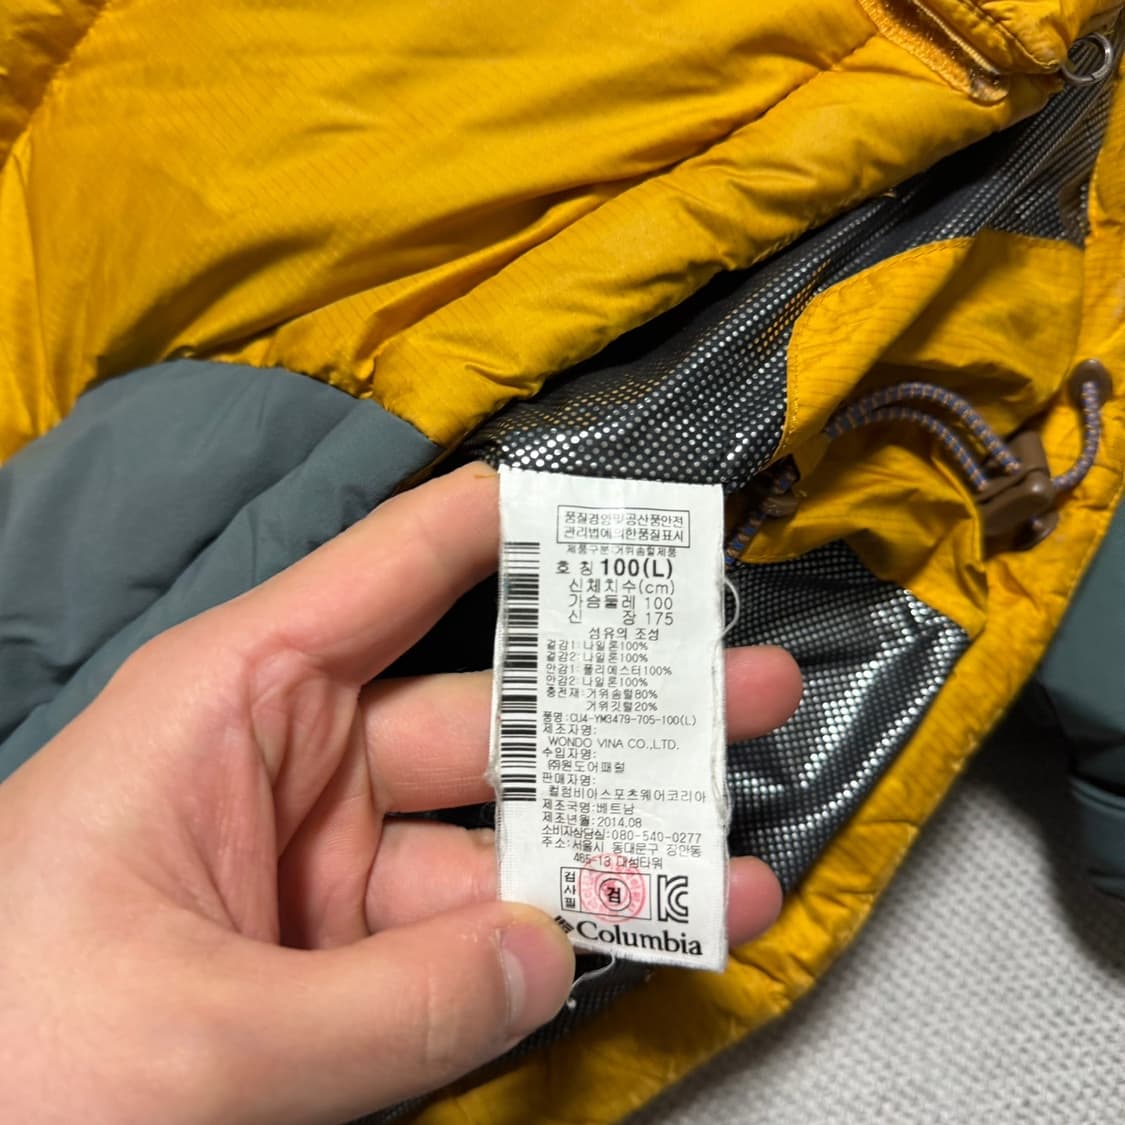 품질경영및공산품안전
관리법에의한품질표시
제품구분:거위솜털제품
호 칭 100(L)
신체치수(cm)
가슴둘레 100
신 장 175
섬유의 조성
겉감1:나일론100%
겉감2:나일론100%
안감1:폴리에스터100%
안감2:나일론100%
충전재:거위솜털80%
거위깃털20%
품명:CU4-YM3479-705-100(L)
제조자명:
WONDO VINA CO.,LTD.
수입자명:
㈜원도어패럴
판매자명:
컬럼비아스포츠웨어코리아
제조국명:베트남
제조년월:2014.08
소비자상담실:080-540-0277
주소:서울시 동대문구 장안동
465-13 대성타워
검사필
검
KC
Columbia